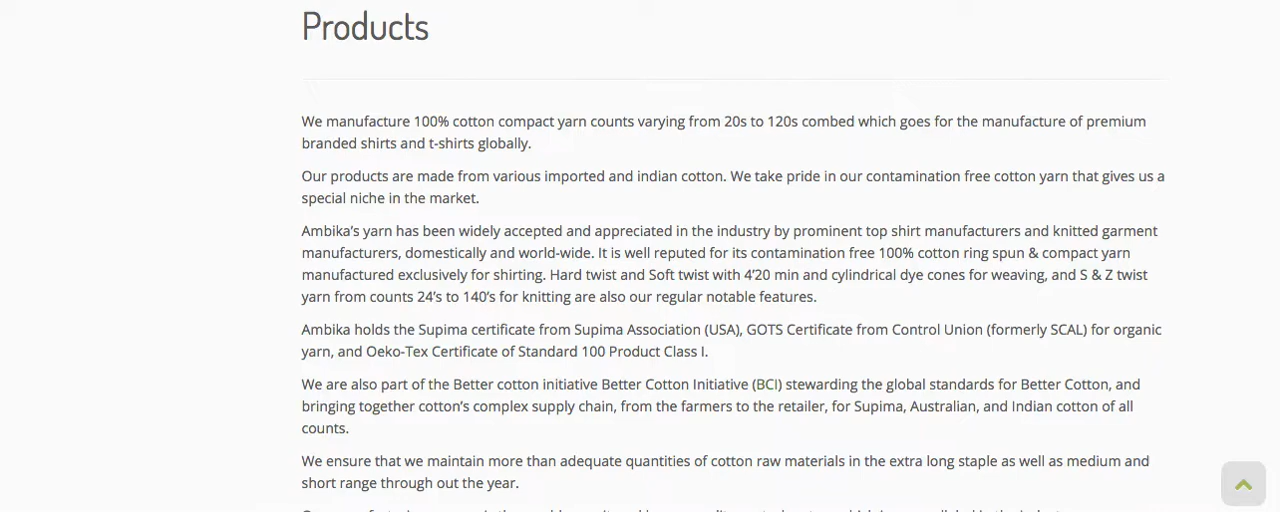 Products
We manufacture 100% cotton compact yarn counts varying from 20s to 120s combed which goes for the manufacture of premium
branded shirts and t-shirts globally.
Our products are made from various imported and indian cotton. We take pride in our contamination free cotton yarn that gives us a
special niche in the market.
Ambika's yarn has been widely accepted and appreciated in the industry by prominent top shirt manufacturers and knitted garment
manufacturers, domestically and world-wide. It is well reputed for its contamination free 100% cotton ring spun & compact yarn
manufactured exclusively for shirting. Hard twist and Soft twist with 4'20 min and cylindrical dye cones for weaving, and S & Z twist
yarn from counts 24's to 140's for knitting are also our regular notable features.
Ambika holds the Supima certificate from Supima Association (USA), GOTS Certificate from Control Union (formerly SCAL) for organic
yarn, and Oeko-Tex Certificate of Standard 100 Product Class I.
We are also part of the Better cotton initiative Better Cotton Initiative (BCI) stewarding the global standards for Better Cotton, and
bringing together cotton's complex supply chain, from the farmers to the retailer, for Supima, Australian, and Indian cotton of all
counts.
We ensure that we maintain more than adequate quantities of cotton raw materials in the extra long staple as well as medium and
short range through out the year.